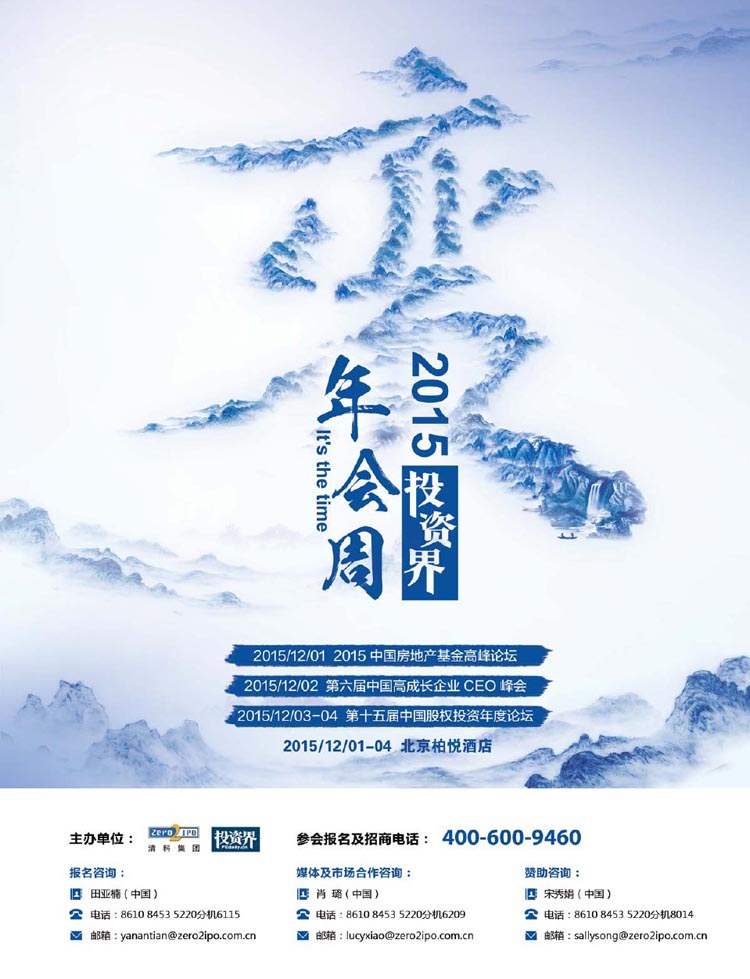 变
2015
投资界
年会周
It's the time
2015/12/01 2015 中国房地产基金高峰论坛
2015/12/02 第六届中国高成长企业 CEO 峰会
2015/12/03-04 第十五届中国股权投资年度论坛
2015/12/01-04 北京柏悦酒店
主办单位：
Zero2IPO
清科集团
投资界
PEdaily.cn
参会报名及招商电话： 400-600-9460
报名咨询：
田亚楠（中国）
电话：8610 8453 5220分机6115
邮箱：yanantian@zero2ipo.com.cn
媒体及市场合作咨询：
肖 璐（中国）
电话：8610 8453 5220分机6209
邮箱：lucyxiao@zero2ipo.com.cn
赞助咨询：
宋秀娟（中国）
电话：8610 8453 5220分机8014
邮箱：sallysong@zero2ipo.com.cn